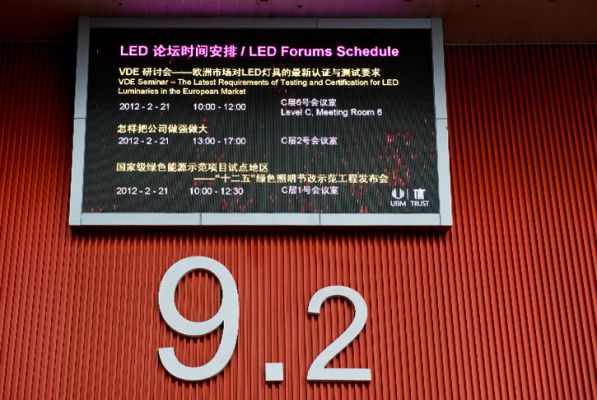 LED 论坛时间安排 / LED Forums Schedule
VDE 研讨会——欧洲市场对LED灯具的最新认证与测试要求
VDE Seminar – The Latest Requirements of Testing and Certification for LED
Luminaries in the European Market
2012 - 2 - 21 10:00 - 12:00 C层6号会议室
Level C, Meeting Room 6
怎样把公司做强做大
2012 - 2 - 21 13:00 - 17:00 C层2号会议室
国家级绿色能源示范项目试点地区
——“十二五”绿色照明节改示范工程发布会
2012 - 2 - 21 10:00 - 12:30 C层1号会议室
UBM TRUST
9.2